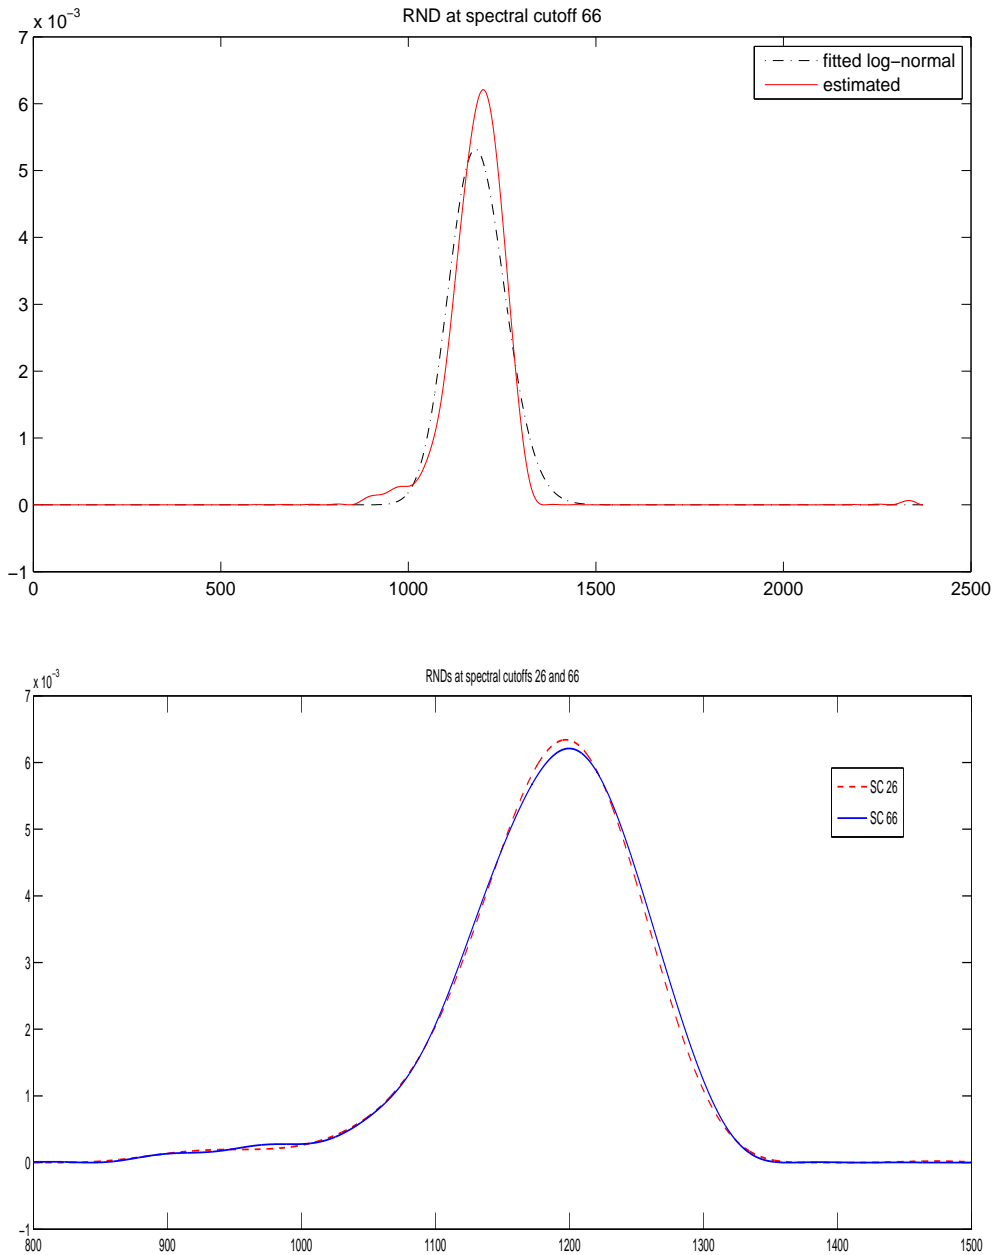 RND at spectral cutoff 66
x 10−3
7
6
5
4
3
2
1
0
−1
0 500 1000 1500 2000 2500
fitted log−normal
estimated
RNDs at spectral cutoffs 26 and 66
x 10−3
7
6
5
4
3
2
1
0
−1
800 900 1000 1100 1200 1300 1400 1500
SC 26
SC 66